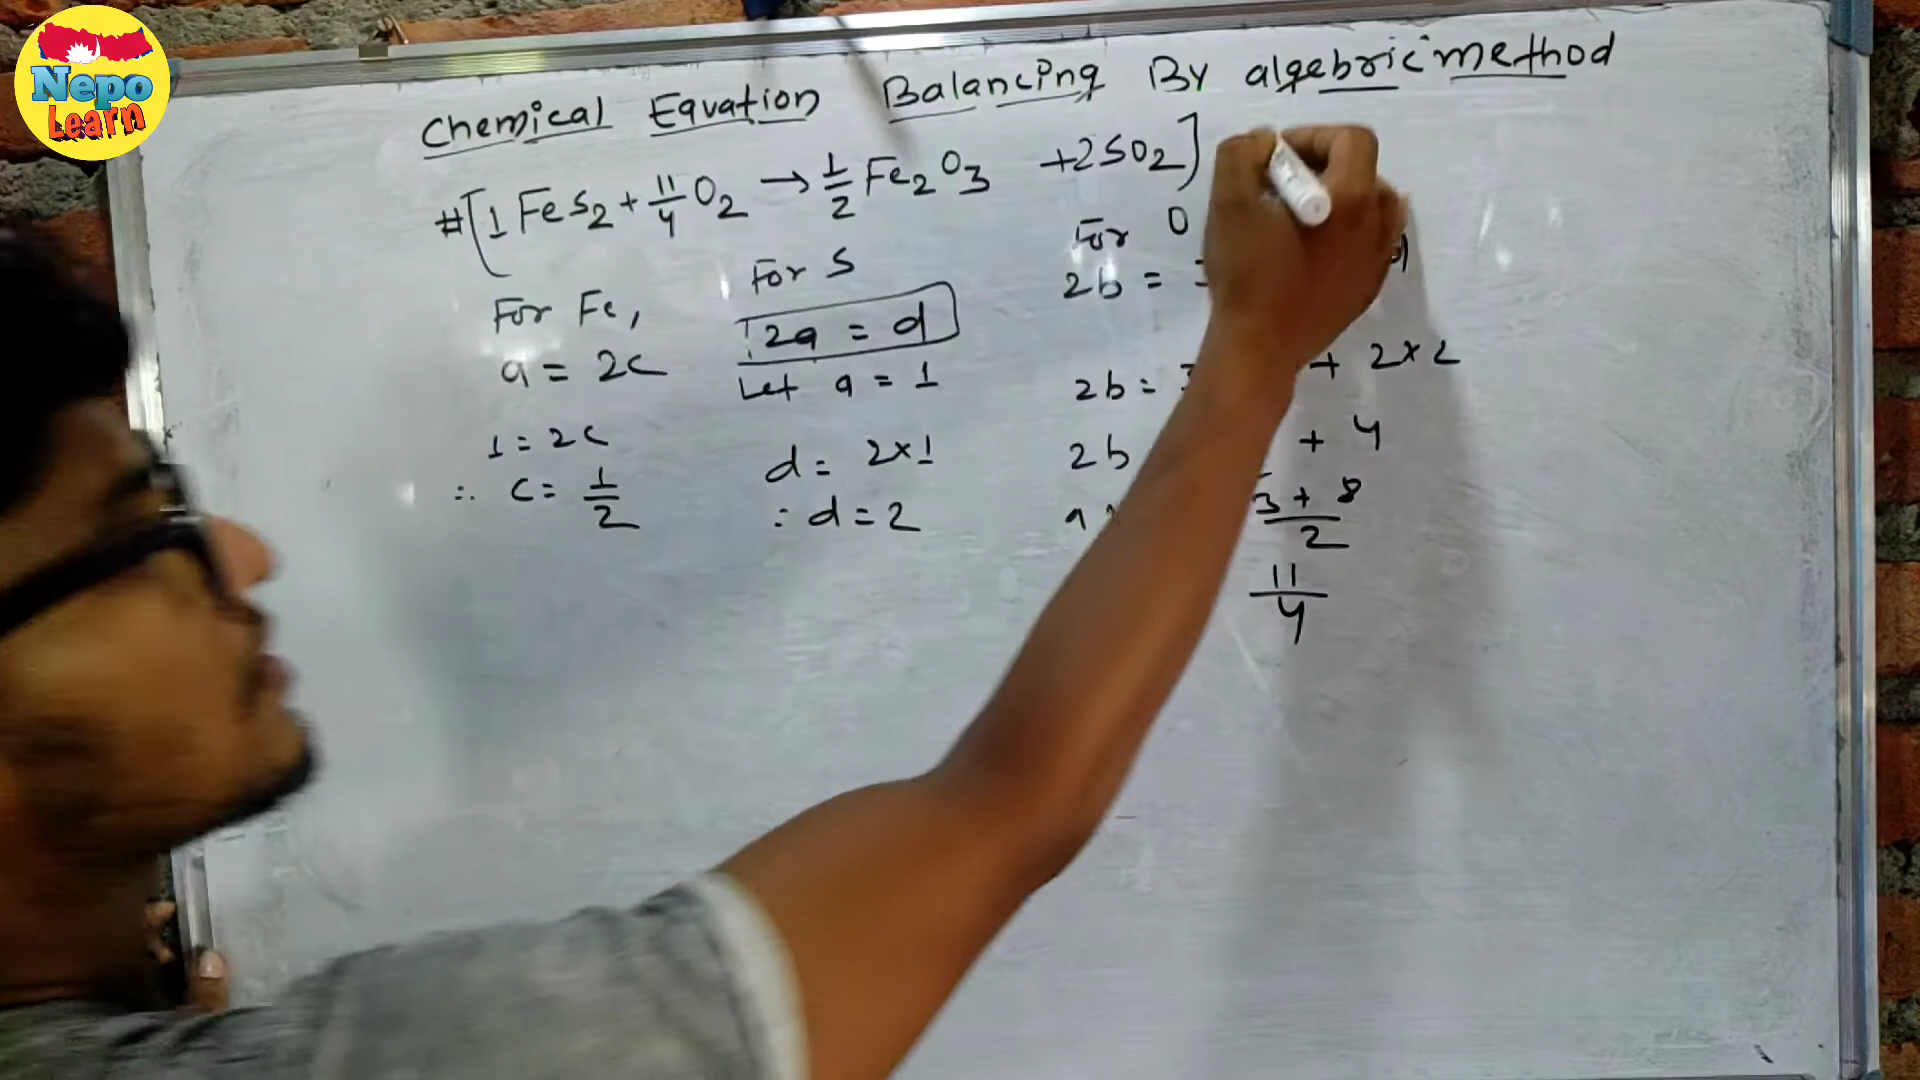 Nepo
Learn
Chemical Equation Balancing By algebric method
#[1FeS2 + 11/4 O2 → 1/2 Fe2O3 +2SO2]
For Fe,
a = 2c
1 = 2c
∴ c = 1/2
For S
2a = d
Let a = 1
d = 2×1
∴ d = 2
For O
2b =
2b = + 2×2
2b + 4
3 + 8
2
11
4